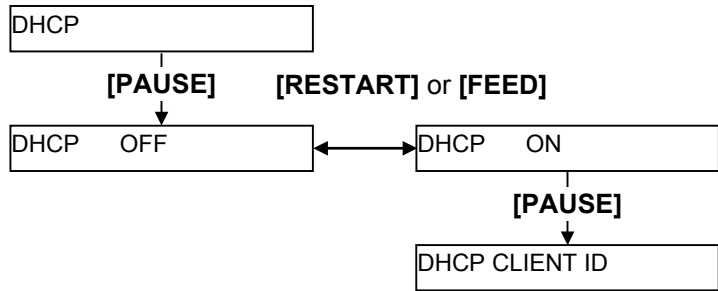 DHCP
[PAUSE] [RESTART] or [FEED]
DHCP OFF
DHCP ON
[PAUSE]
DHCP CLIENT ID